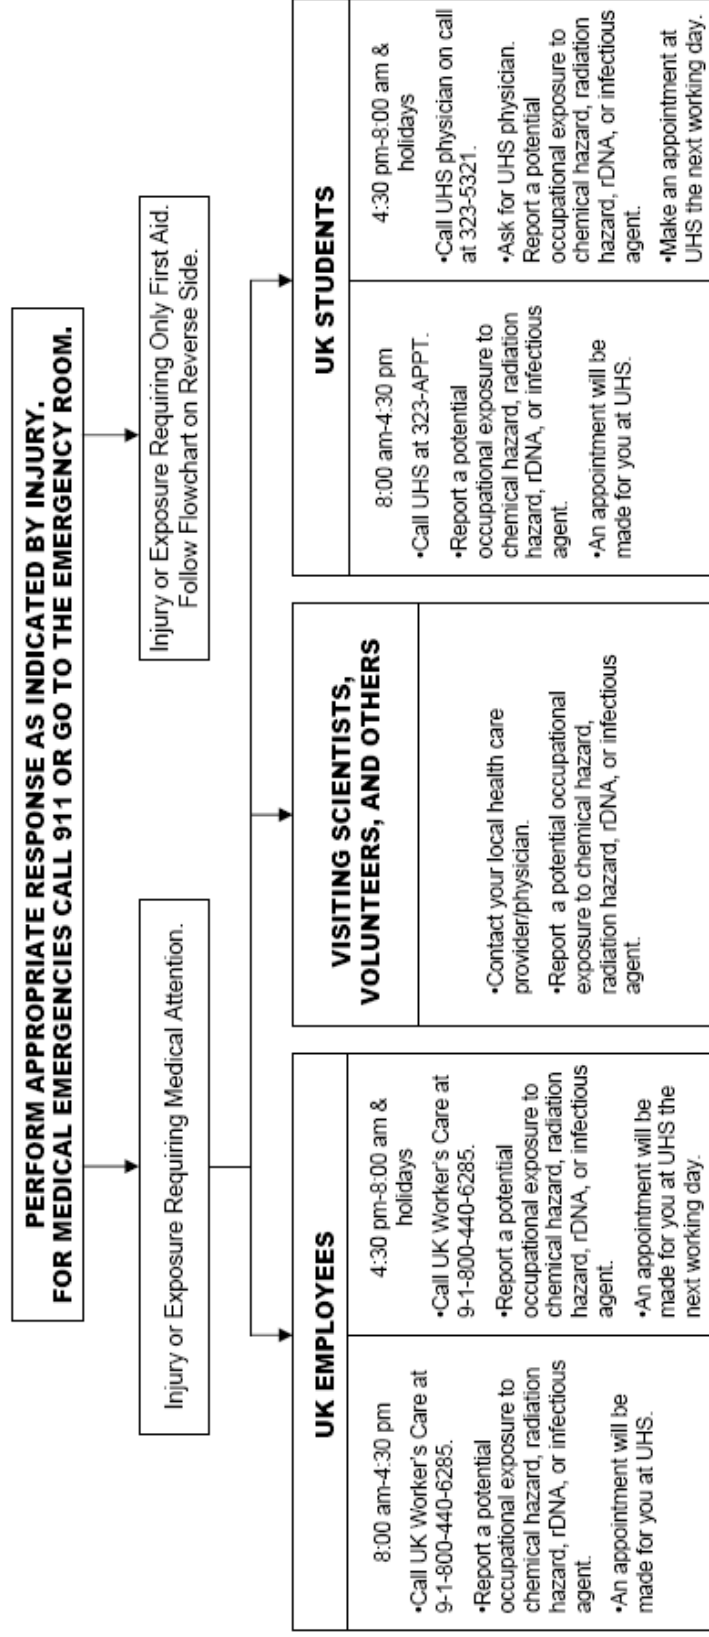 PERFORM APPROPRIATE RESPONSE AS INDICATED BY INJURY.
FOR MEDICAL EMERGENCIES CALL 911 OR GO TO THE EMERGENCY ROOM.
Injury or Exposure Requiring Medical Attention.
Injury or Exposure Requiring Only First Aid.
Follow Flowchart on Reverse Side.
UK EMPLOYEES
8:00 am-4:30 pm
•Call UK Worker's Care at
9-1-800-440-6285.
•Report a potential
occupational exposure to
chemical hazard, radiation
hazard, rDNA, or infectious
agent.
•An appointment will be
made for you at UHS.
4:30 pm-8:00 am &
holidays
•Call UK Worker's Care at
9-1-800-440-6285.
•Report a potential
occupational exposure to
chemical hazard, radiation
hazard, rDNA, or infectious
agent.
•An appointment will be
made for you at UHS the
next working day.
VISITING SCIENTISTS,
VOLUNTEERS, AND OTHERS
•Contact your local health care
provider/physician.
•Report a potential occupational
exposure to chemical hazard,
radiation hazard, rDNA, or infectious
agent.
UK STUDENTS
8:00 am-4:30 pm
•Call UHS at 323-APPT.
•Report a potential
occupational exposure to
chemical hazard, radiation
hazard, rDNA, or infectious
agent.
•An appointment will be
made for you at UHS.
4:30 pm-8:00 am &
holidays
•Call UHS physician on call
at 323-5321.
•Ask for UHS physician.
Report a potential
occupational exposure to
chemical hazard, radiation
hazard, rDNA, or infectious
agent.
•Make an appointment at
UHS the next working day.